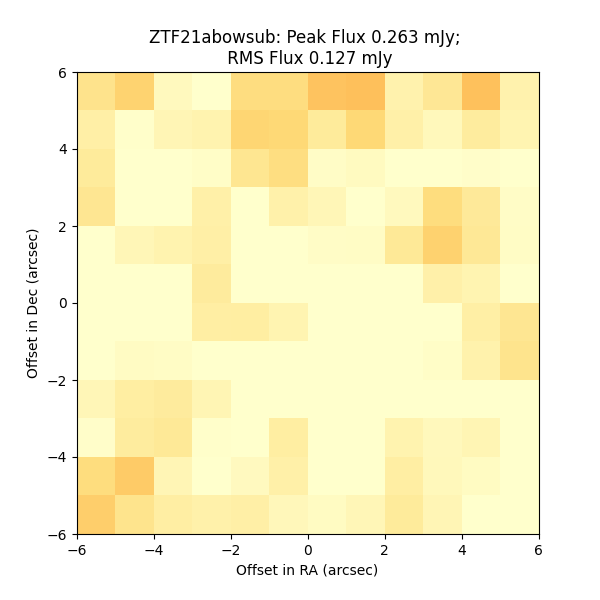 ZTF21abowsub: Peak Flux 0.263 mJy;
RMS Flux 0.127 mJy
6
4
2
0
−2
−4
−6
Offset in Dec (arcsec)
−6 −4 −2 0 2 4 6
Offset in RA (arcsec)